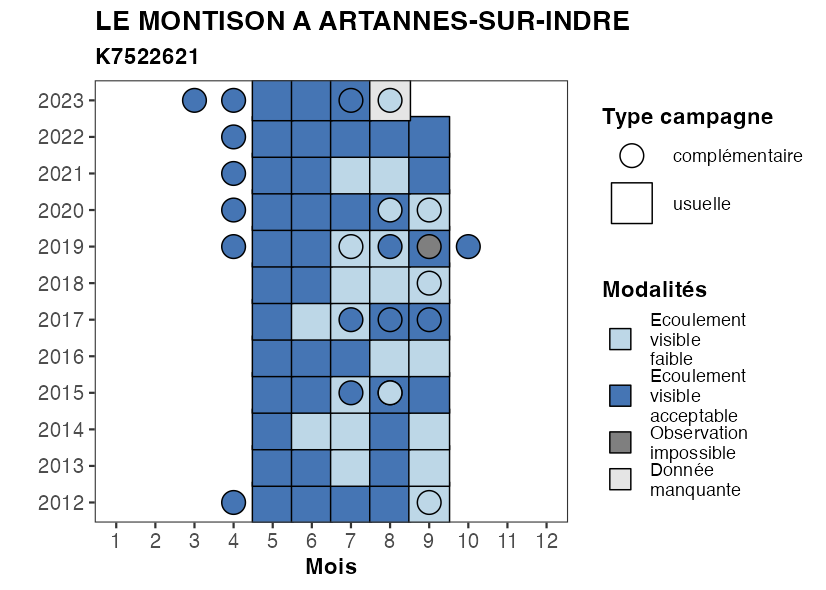 LE MONTISON A ARTANNES-SUR-INDRE
K7522621
2023
2022
2021
2020
2019
2018
2017
2016
2015
2014
2013
2012
1 2 3 4 5 6 7 8 9 10 11 12
Mois
Type campagne
complémentaire
usuelle
Modalités
Ecoulement
visible
faible
Ecoulement
visible
acceptable
Observation
impossible
Donnée
manquante